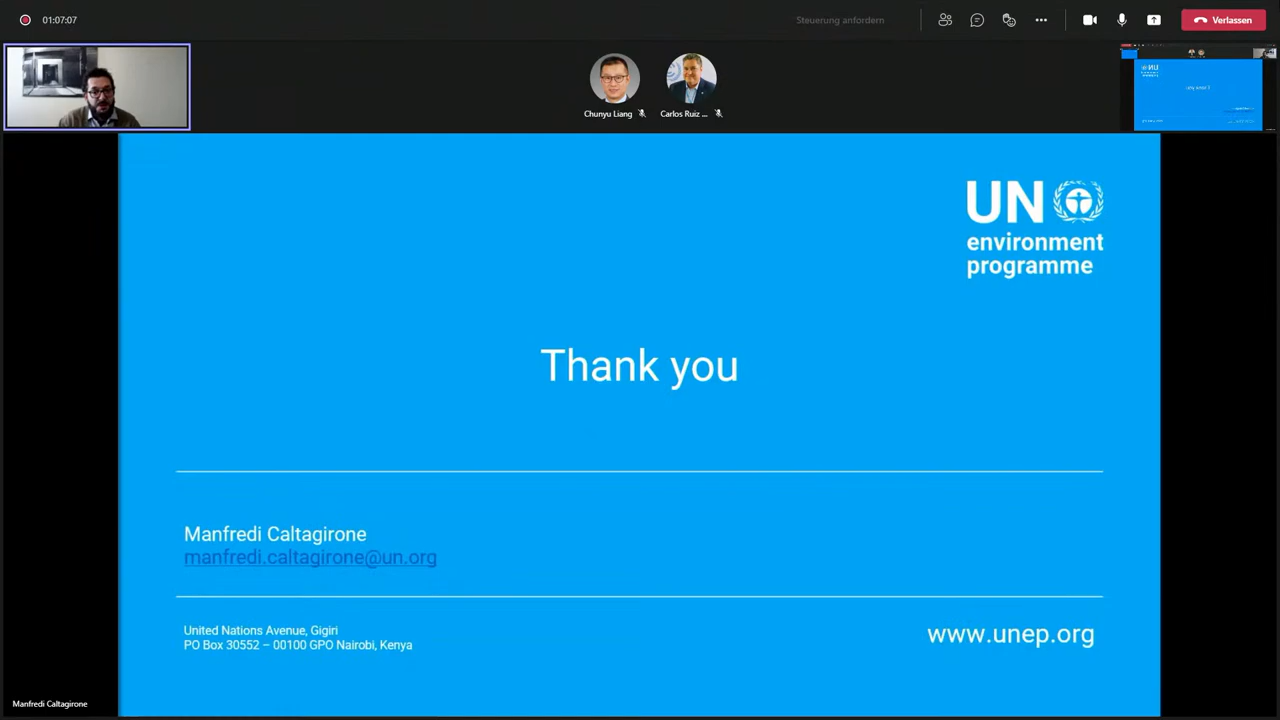 01:07:07
Steuerung anfordern
Verlassen
Chunyu Liang
Carlos Ruiz ...
UN
environment
programme
Thank you
Manfredi Caltagirone
manfredi.caltagirone@un.org
United Nations Avenue, Gigiri
PO Box 30552 – 00100 GPO Nairobi, Kenya
www.unep.org
Manfredi Caltagirone